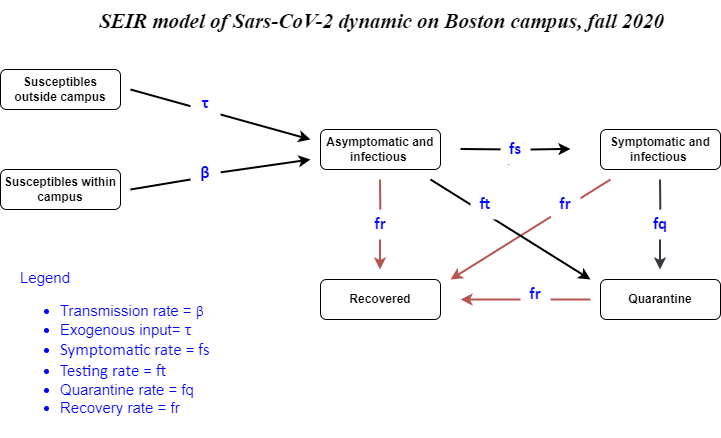 SEIR model of Sars-CoV-2 dynamic on Boston campus, fall 2020
Susceptibles
outside campus
τ
Asymptomatic and
infectious
fs
Symptomatic and
infectious
Susceptibles within
campus
β
fr
ft
fr
fq
Recovered
fr
Quarantine
Legend
• Transmission rate = β
• Exogenous input= τ
• Symptomatic rate = fs
• Testing rate = ft
• Quarantine rate = fq
• Recovery rate = fr